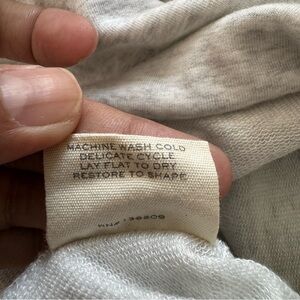 MACHINE WASH COLD
DELICATE CYCLE
LAY FLAT TO DRY
RESTORE TO SHAPE